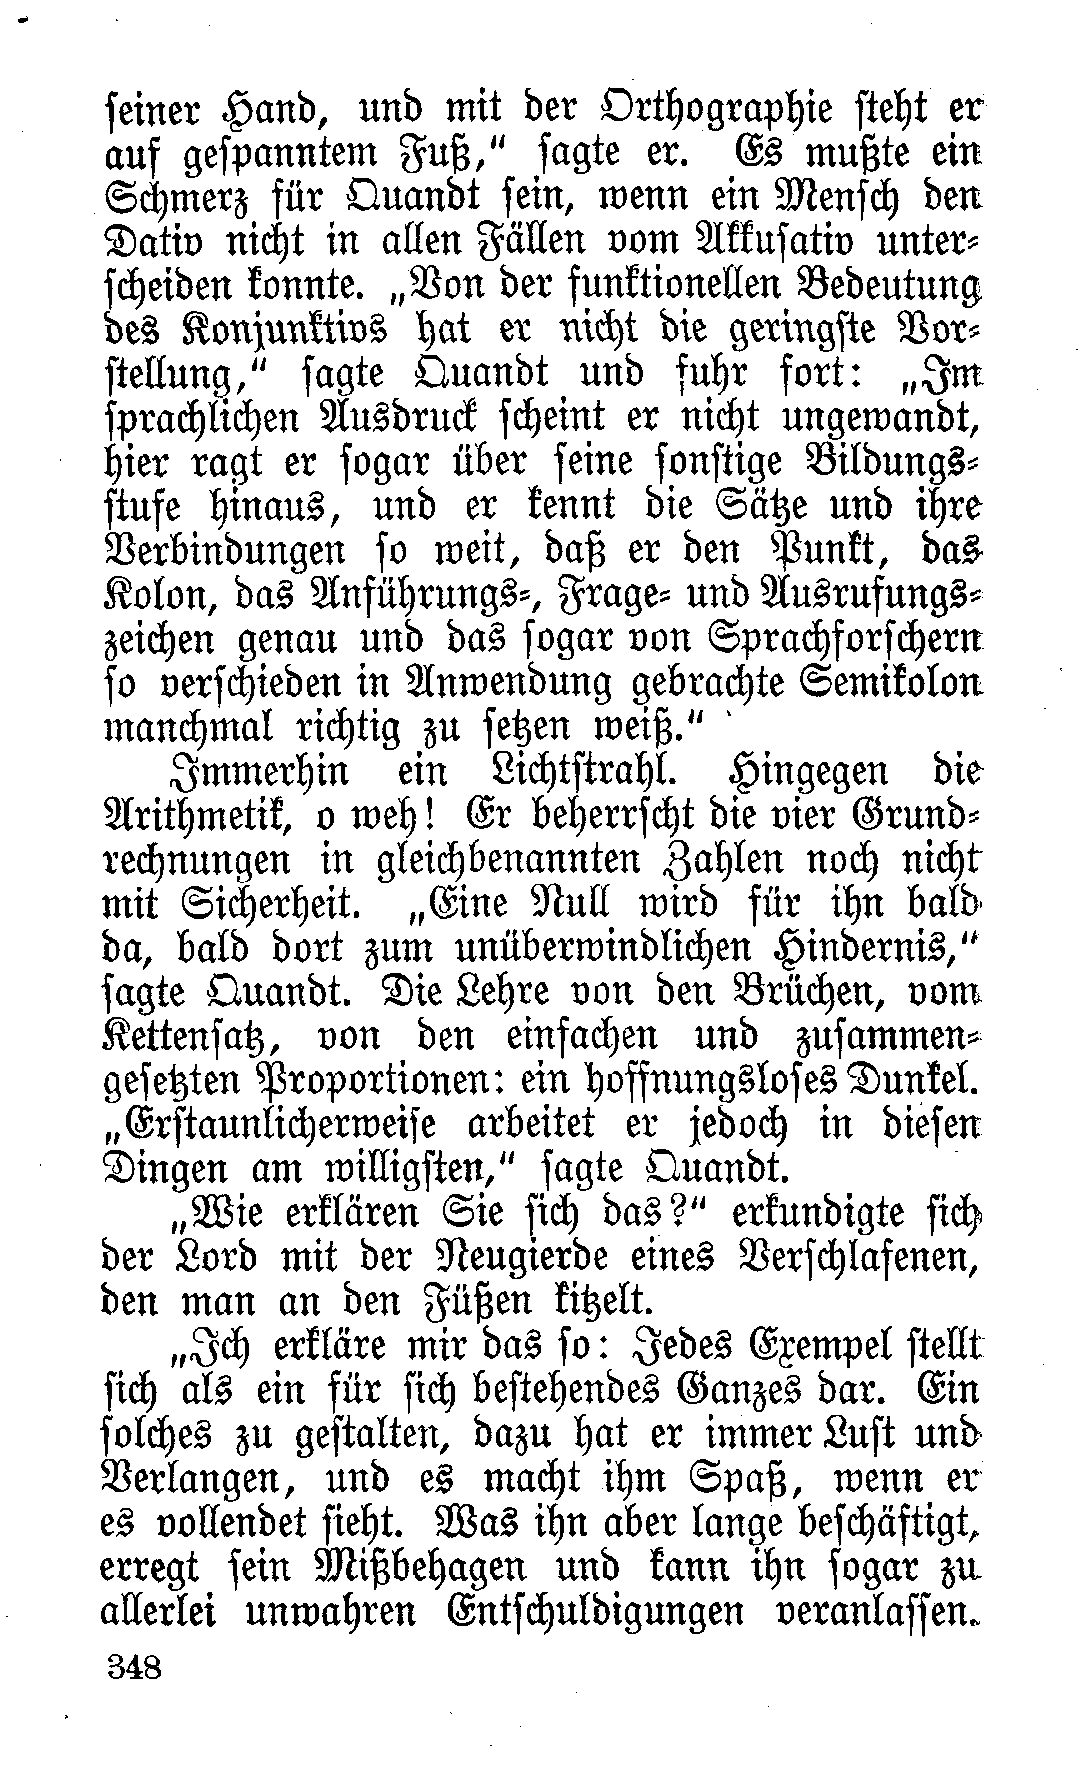 seiner Hand, und mit der Orthographie steht er
auf gespanntem Fuß,“ sagte er. Es mußte ein
Schmerz für Quandt sein, wenn ein Mensch den
Dativ nicht in allen Fällen vom Akkusativ unter-
scheiden konnte. „Von der funktionellen Bedeutung
des Konjunktivs hat er nicht die geringste Vor-
stellung,“ sagte Quandt und fuhr fort: „Im
sprachlichen Ausdruck scheint er nicht ungewandt,
hier ragt er sogar über seine sonstige Bildungs-
stufe hinaus, und er kennt die Sätze und ihre
Verbindungen so weit, daß er den Punkt, das
Kolon, das Anführungs-, Frage- und Ausrufungs-
zeichen genau und das sogar von Sprachforschern
so verschieden in Anwendung gebrachte Semikolon
manchmal richtig zu setzen weiß.“
Immerhin ein Lichtstrahl. Hingegen die
Arithmetik, o weh! Er beherrscht die vier Grund-
rechnungen in gleichbenannten Zahlen noch nicht
mit Sicherheit. „Eine Null wird für ihn bald
da, bald dort zum unüberwindlichen Hindernis,“
sagte Quandt. Die Lehre von den Brüchen, vom
Kettensatz, von den einfachen und zusammen-
gesetzten Proportionen: ein hoffnungsloses Dunkel.
„Erstaunlicherweise arbeitet er jedoch in diesen
Dingen am willigsten,“ sagte Quandt.
„Wie erklären Sie sich das?“ erkundigte sich
der Lord mit der Neugierde eines Verschlafenen,
den man an den Füßen kitzelt.
„Ich erkläre mir das so: Jedes Exempel stellt
sich als ein für sich bestehendes Ganzes dar. Ein
solches zu gestalten, dazu hat er immer Lust und
Verlangen, und es macht ihm Spaß, wenn er
es vollendet sieht. Was ihn aber lange beschäftigt,
erregt sein Mißbehagen und kann ihn sogar zu
allerlei unwahren Entschuldigungen veranlassen.
348